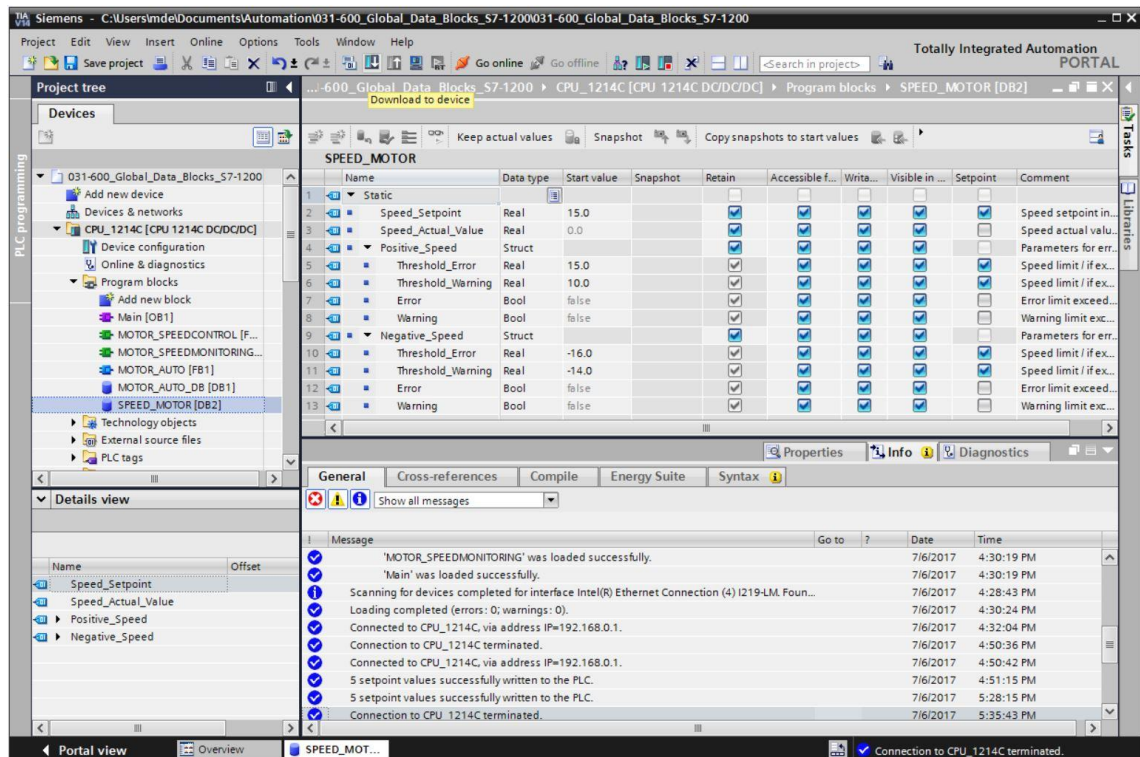 Siemens - C:\Users\mde\Documents\Automation\031-600_Global_Data_Blocks_S7-1200\031-600_Global_Data_Blocks_S7-1200
Project Edit View Insert Online Options Tools Window Help
Totally Integrated Automation
PORTAL
Save project Go online Go offline <Search in project>
Project tree
...-600_Global_Data_Blocks_S7-1200 CPU_1214C [CPU 1214C DC/DC/DC] Program blocks SPEED_MOTOR [DB2]
Download to device
Devices
Keep actual values Snapshot Copy snapshots to start values
SPEED_MOTOR
Name Data type Start value Snapshot Retain Accessible f... Writa... Visible in ... Setpoint Comment
1 Static
2 Speed_Setpoint Real 15.0 Speed setpoint in...
3 Speed_Actual_Value Real 0.0 Speed actual valu..
4 Positive_Speed Struct Parameters for err..
5 Threshold_Error Real 15.0 Speed limit / if ex...
6 Threshold_Warning Real 10.0 Speed limit / if ex...
7 Error Bool false Error limit exceed..
8 Warning Bool false Warning limit exc...
9 Negative_Speed Struct Parameters for err..
10 Threshold_Error Real -16.0 Speed limit / if ex...
11 Threshold_Warning Real -14.0 Speed limit / if ex...
12 Error Bool false Error limit exceed..
13 Warning Bool false Warning limit exc...
031-600_Global_Data_Blocks_S7-1200
Add new device
Devices & networks
CPU_1214C [CPU 1214C DC/DC/DC]
Device configuration
Online & diagnostics
Program blocks
Add new block
Main [OB1]
MOTOR_SPEEDCONTROL [F...
MOTOR_SPEEDMONITORING...
MOTOR_AUTO [FB1]
MOTOR_AUTO_DB [DB1]
SPEED_MOTOR [DB2]
Technology objects
External source files
PLC tags
PLC programming
Tasks
Libraries
Properties Info Diagnostics
General Cross-references Compile Energy Suite Syntax
Show all messages
! Message Go to ? Date Time
'MOTOR_SPEEDMONITORING' was loaded successfully. 7/6/2017 4:30:19 PM
'Main' was loaded successfully. 7/6/2017 4:30:19 PM
Scanning for devices completed for interface Intel(R) Ethernet Connection (4) I219-LM. Foun... 7/6/2017 4:28:43 PM
Loading completed (errors: 0; warnings: 0). 7/6/2017 4:30:24 PM
Connected to CPU_1214C, via address IP=192.168.0.1. 7/6/2017 4:32:04 PM
Connection to CPU_1214C terminated. 7/6/2017 4:50:36 PM
Connected to CPU_1214C, via address IP=192.168.0.1. 7/6/2017 4:50:42 PM
5 setpoint values successfully written to the PLC. 7/6/2017 4:51:15 PM
5 setpoint values successfully written to the PLC. 7/6/2017 5:28:15 PM
Connection to CPU_1214C terminated. 7/6/2017 5:35:43 PM
Details view
Name Offset
Speed_Setpoint
Speed_Actual_Value
Positive_Speed
Negative_Speed
Portal view Overview SPEED_MOT... Connection to CPU_1214C terminated.